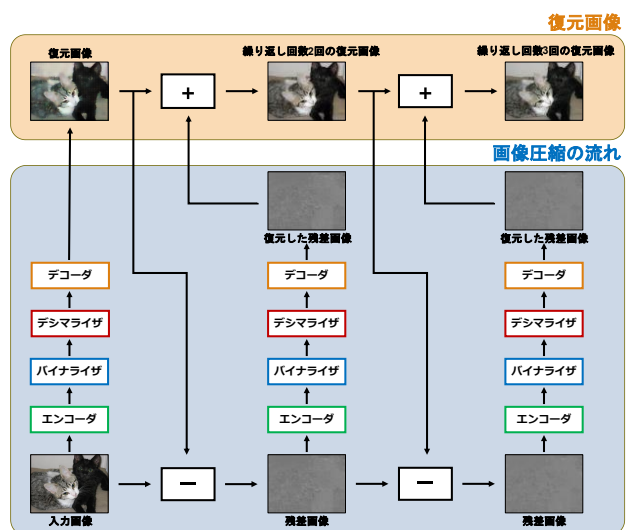 復元画像
復元画像
繰り返し回数2回の復元画像
繰り返し回数3回の復元画像
+
+
画像圧縮の流れ
復元した残差画像
復元した残差画像
デコーダ
デコーダ
デコーダ
デシマライザ
デシマライザ
デシマライザ
バイナライザ
バイナライザ
バイナライザ
エンコーダ
エンコーダ
エンコーダ
−
−
入力画像
残差画像
残差画像